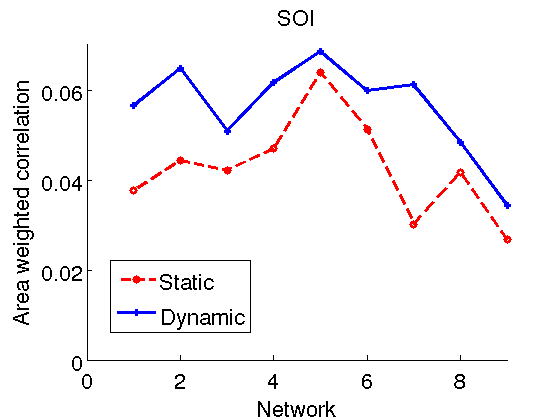 SOI
Area weighted correlation
0.06
0.04
0.02
0
Static
Dynamic
0 2 4 6 8
Network